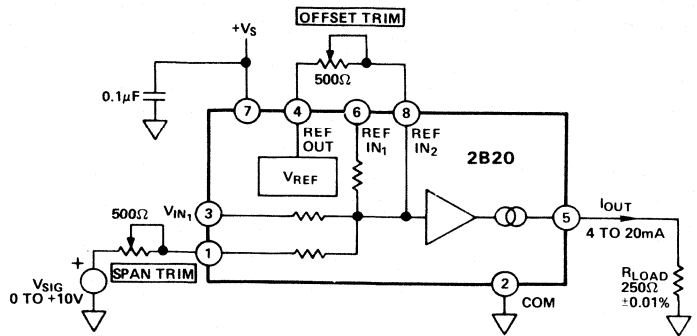 OFFSET TRIM
+VS
500Ω
0.1μF
7
4
6
8
REF OUT
REF IN1
REF IN2
2B20
VREF
VIN1
3
500Ω
1
SPAN TRIM
+
VSIG
0 TO +10V
5
IOUT
4 TO 20mA
2
COM
RLOAD
250Ω
±0.01%